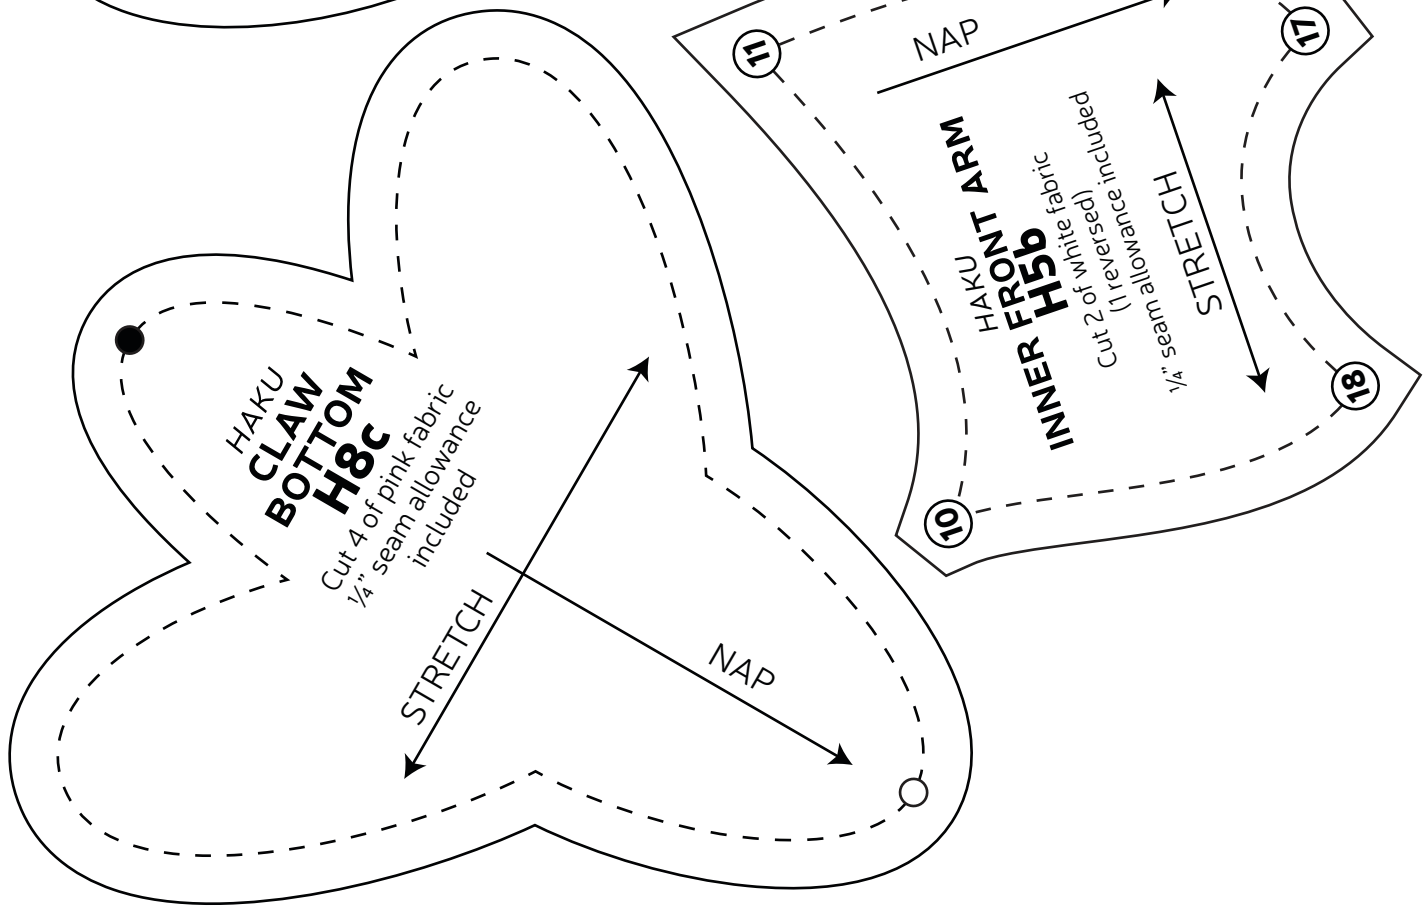 HAKU
CLAW
BOTTOM
H8c
Cut 4 of pink fabric
¼” seam allowance
included
STRETCH
NAP
11
17
NAP
HAKU
INNER FRONT ARM
H5b
Cut 2 of white fabric
(1 reversed)
¼” seam allowance included
STRETCH
18
10